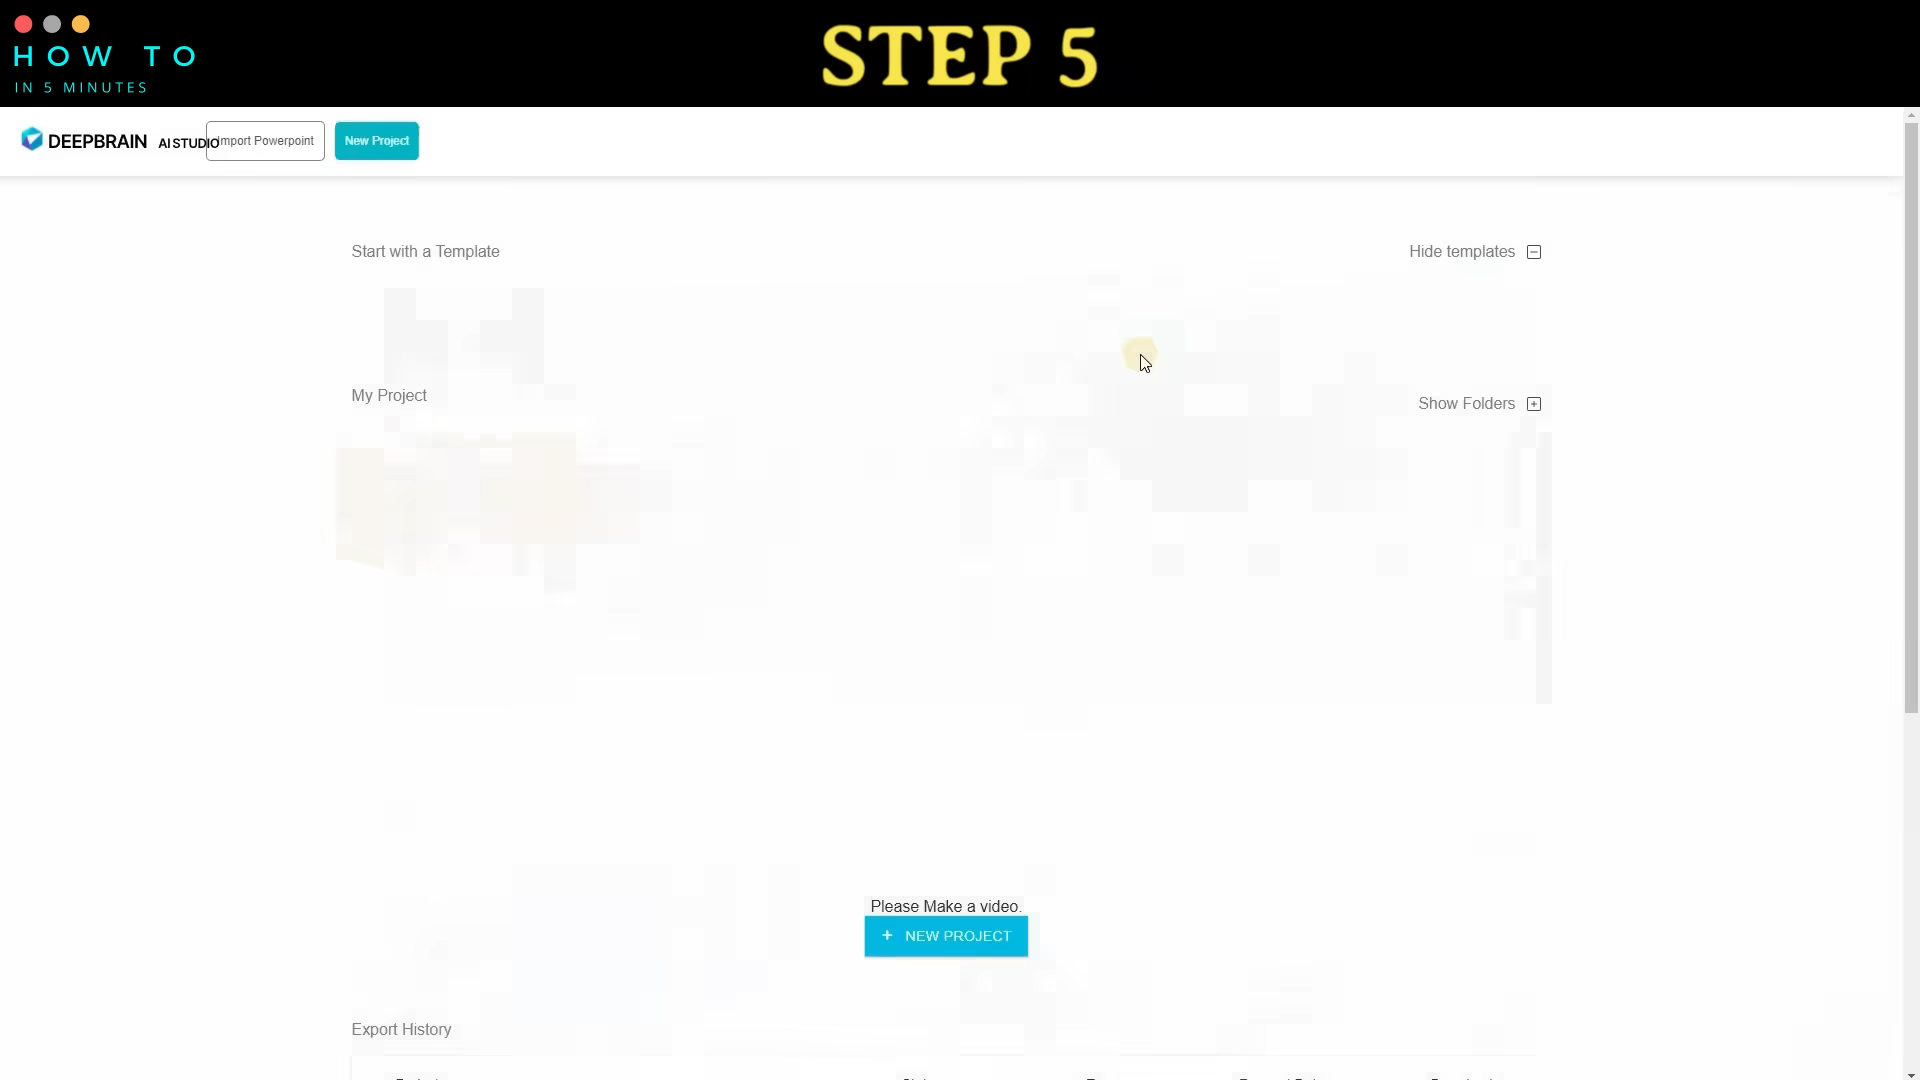 HOW TO
IN 5 MINUTES
STEP 5
DEEPBRAIN AI STUDIO
Import Powerpoint
New Project
Start with a Template
Hide templates
My Project
Show Folders
Please Make a video.
+ NEW PROJECT
Export History